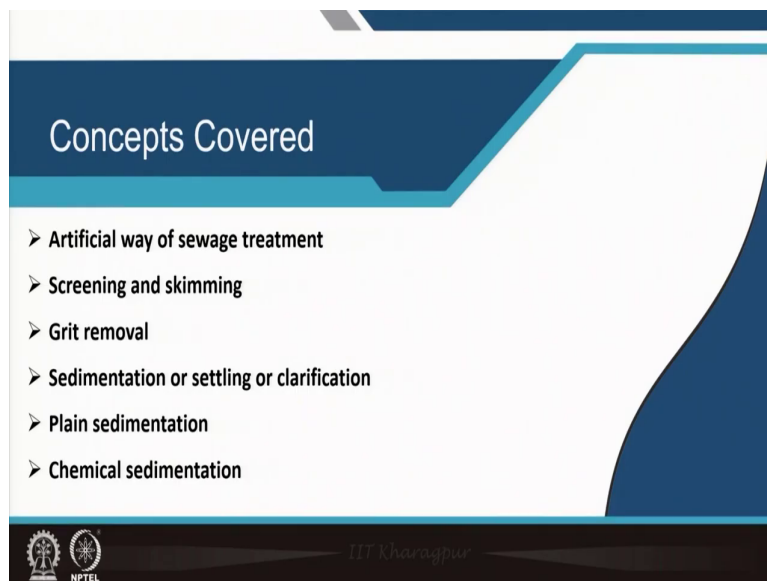 Concepts Covered
➢ Artificial way of sewage treatment
➢ Screening and skimming
➢ Grit removal
➢ Sedimentation or settling or clarification
➢ Plain sedimentation
➢ Chemical sedimentation
IIT Kharagpur
NPTEL